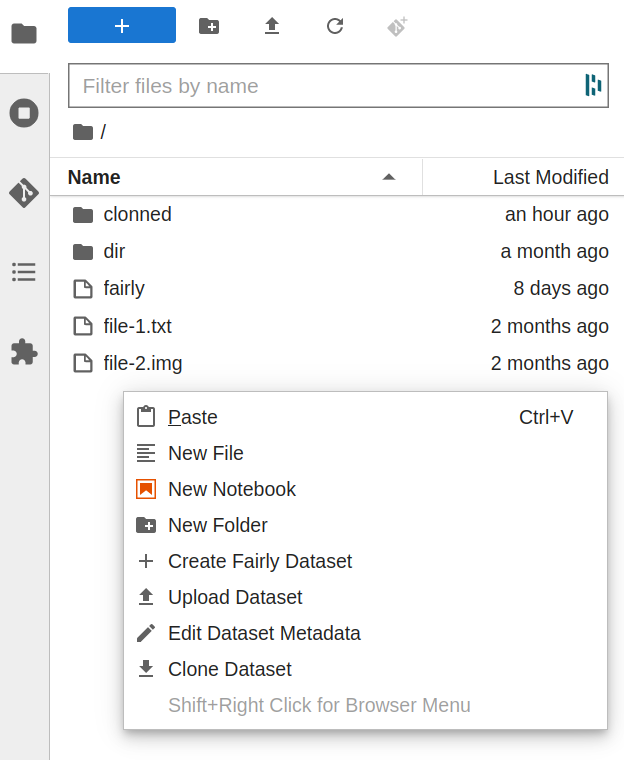 Filter files by name
/
Name Last Modified
clonned an hour ago
dir a month ago
fairly 8 days ago
file-1.txt 2 months ago
file-2.img 2 months ago
Paste Ctrl+V
New File
New Notebook
New Folder
Create Fairly Dataset
Upload Dataset
Edit Dataset Metadata
Clone Dataset
Shift+Right Click for Browser Menu